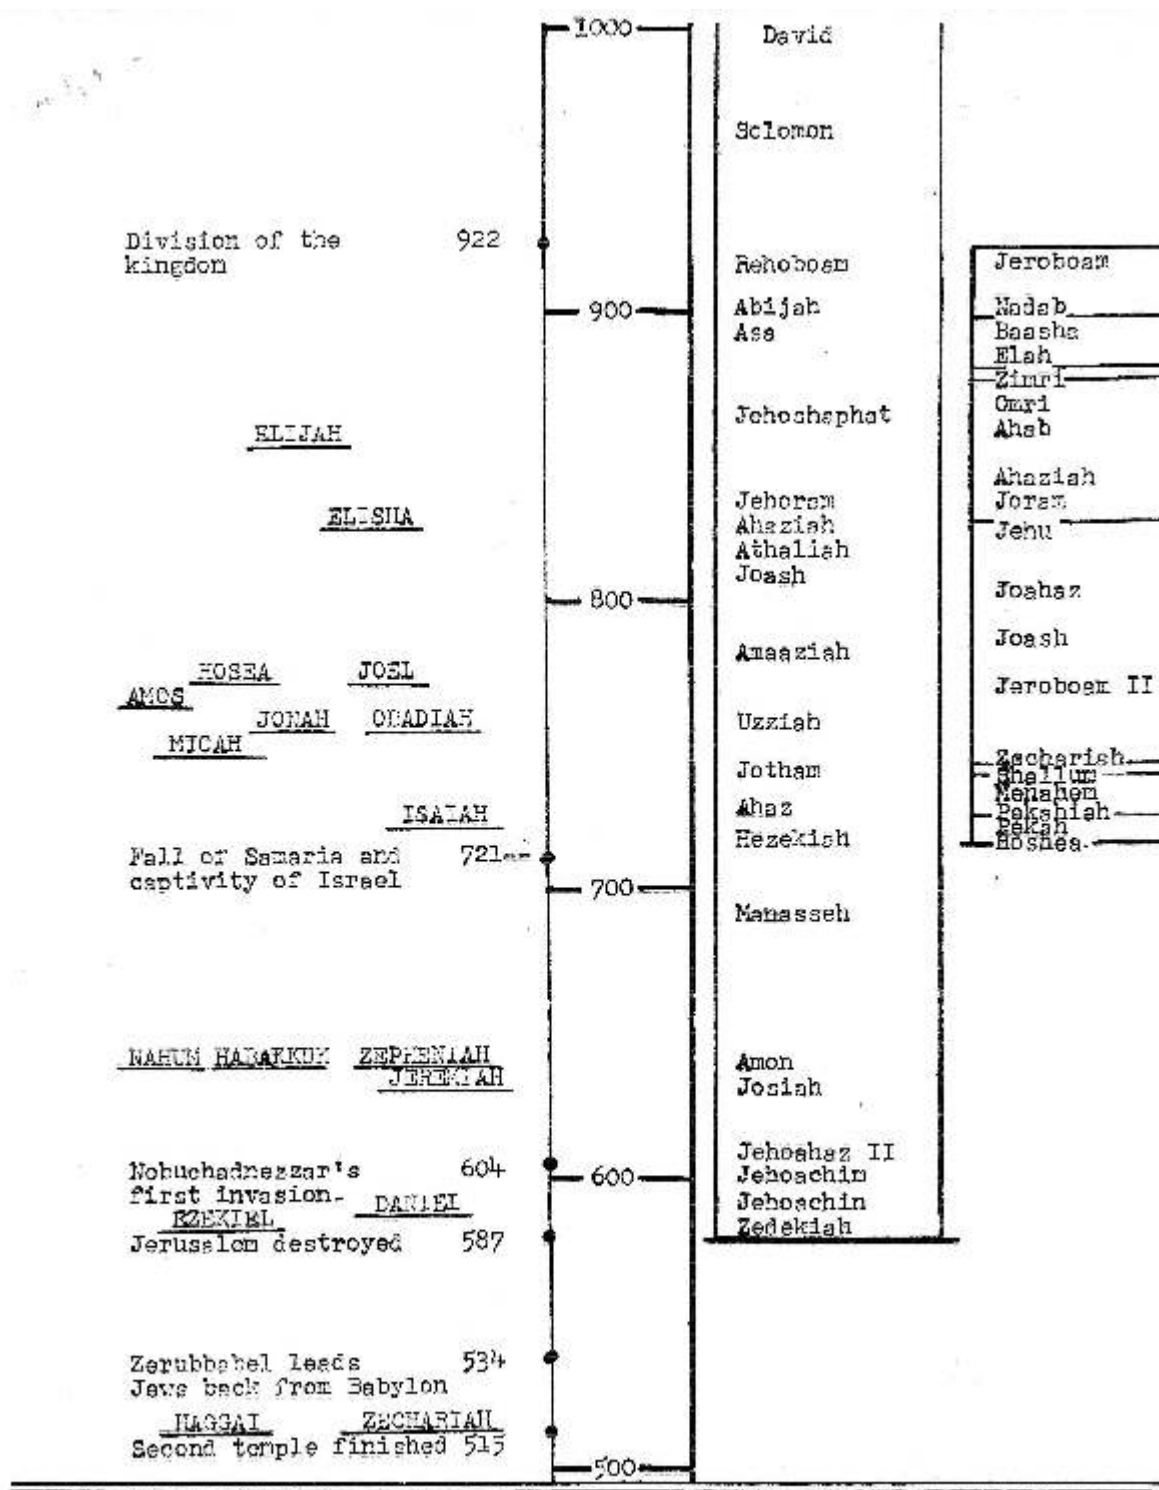 1000
David
Solomon
Division of the 922
kingdom
Rehoboam
Jeroboam
900
Abijah
Nadab
Asa
Baasha
Elah
Zimri
Omri
Jehoshaphat
Ahab
ELIJAH
Ahaziah
Jehoram
Joram
ELISHA
Ahaziah
Jehu
Athaliah
Joash
Joahaz
800
Joash
Amaaziah
HOSEA JOEL
Jeroboam II
AMOS
JONAH OBADIAH
Uzziah
MICAH
Zachariah
Jotham
Shallum
Menahem
Ahaz
ISAIAH
Pekahiah
Pekah
Hezekiah
Hoshea
Fall of Samaria and 721
captivity of Israel
700
Manasseh
NAHUM HABAKKUK ZEPHENIAH
Amon
JEREMIAH
Josiah
Jehoahaz II
Nebuchadnezzar's 604
600
Jehoachim
first invasion.
DANIEL
Jehoachin
EZEKIEL
Zedekiah
Jerusalem destroyed 587
Zerubbabel leads 534
Jews back from Babylon
HAGGAI ZECHARIAH
Second temple finished 515
500